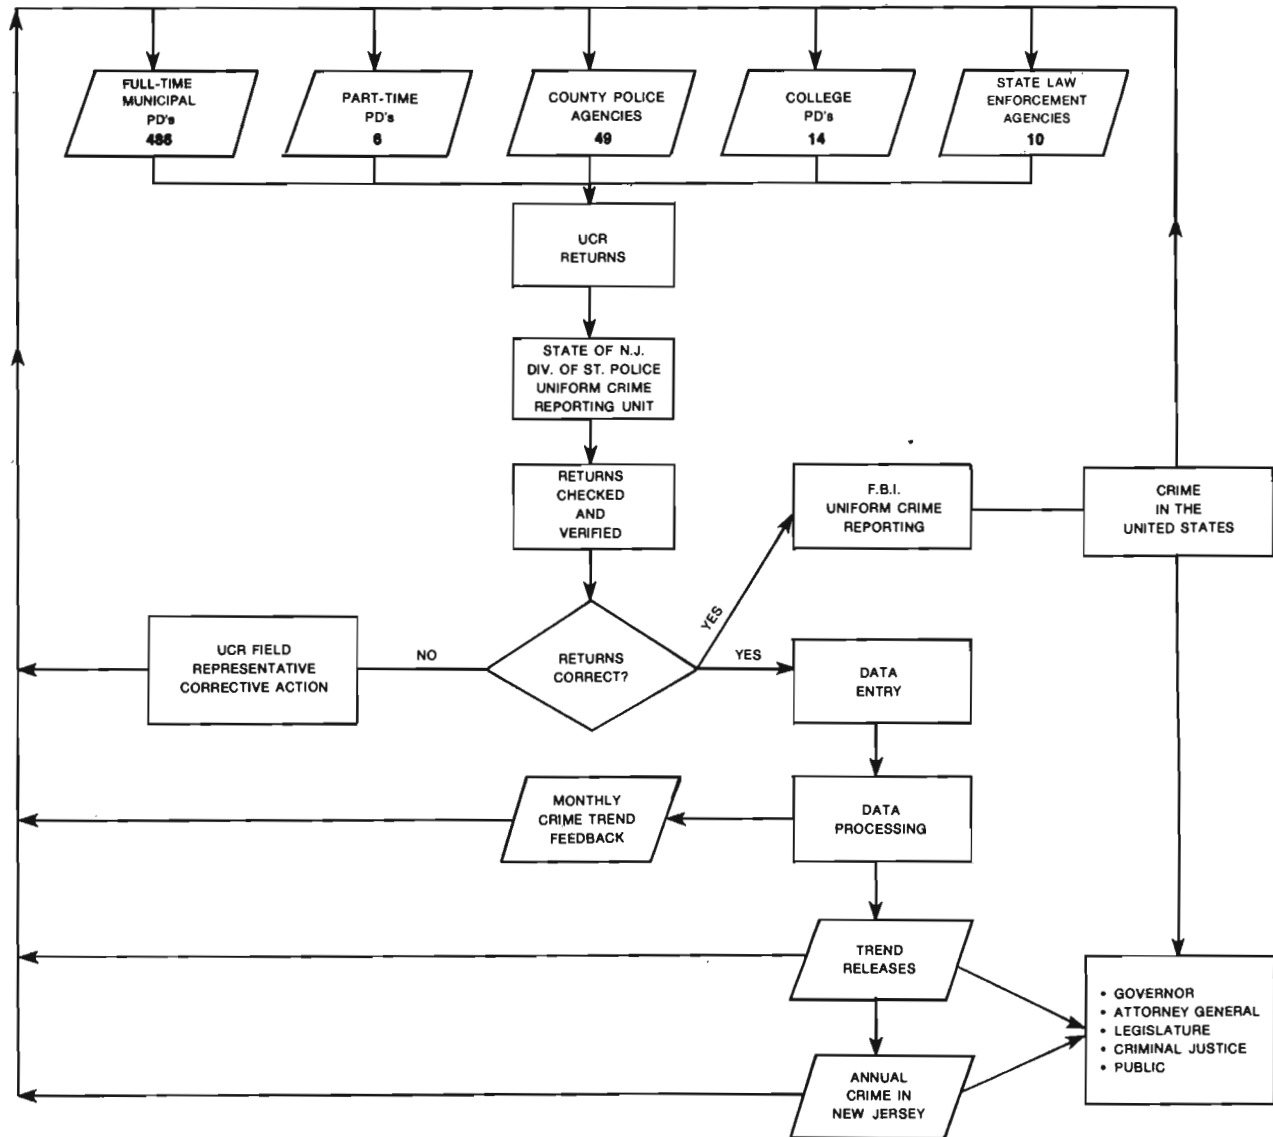 FULL-TIME
MUNICIPAL
PD's
486
PART-TIME
PD's
6
COUNTY POLICE
AGENCIES
49
COLLEGE
PD's
14
STATE LAW
ENFORCEMENT
AGENCIES
10
UCR
RETURNS
STATE OF N.J.
DIV. OF ST. POLICE
UNIFORM CRIME
REPORTING UNIT
RETURNS
CHECKED
AND
VERIFIED
F.B.I.
UNIFORM CRIME
REPORTING
CRIME
IN THE
UNITED STATES
UCR FIELD
REPRESENTATIVE
CORRECTIVE ACTION
NO
RETURNS
CORRECT?
YES
YES
DATA
ENTRY
MONTHLY
CRIME TREND
FEEDBACK
DATA
PROCESSING
TREND
RELEASES
• GOVERNOR
• ATTORNEY GENERAL
• LEGISLATURE
• CRIMINAL JUSTICE
• PUBLIC
ANNUAL
CRIME IN
NEW JERSEY